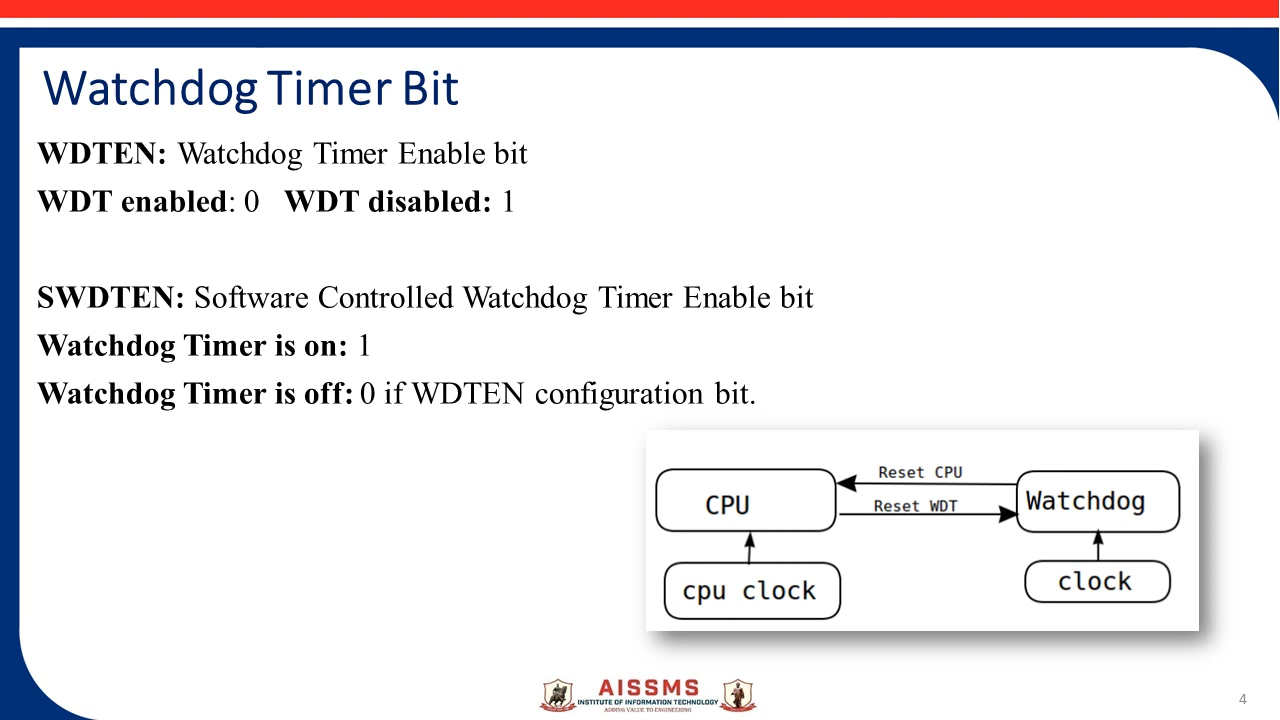 Watchdog Timer Bit
WDTEN: Watchdog Timer Enable bit
WDT enabled: 0 WDT disabled: 1
SWDTEN: Software Controlled Watchdog Timer Enable bit
Watchdog Timer is on: 1
Watchdog Timer is off: 0 if WDTEN configuration bit.
Reset CPU
CPU
Reset WDT
Watchdog
cpu clock
clock
AISSMS
INSTITUTE OF INFORMATION TECHNOLOGY
ADDING VALUE TO ENGINEERING
4